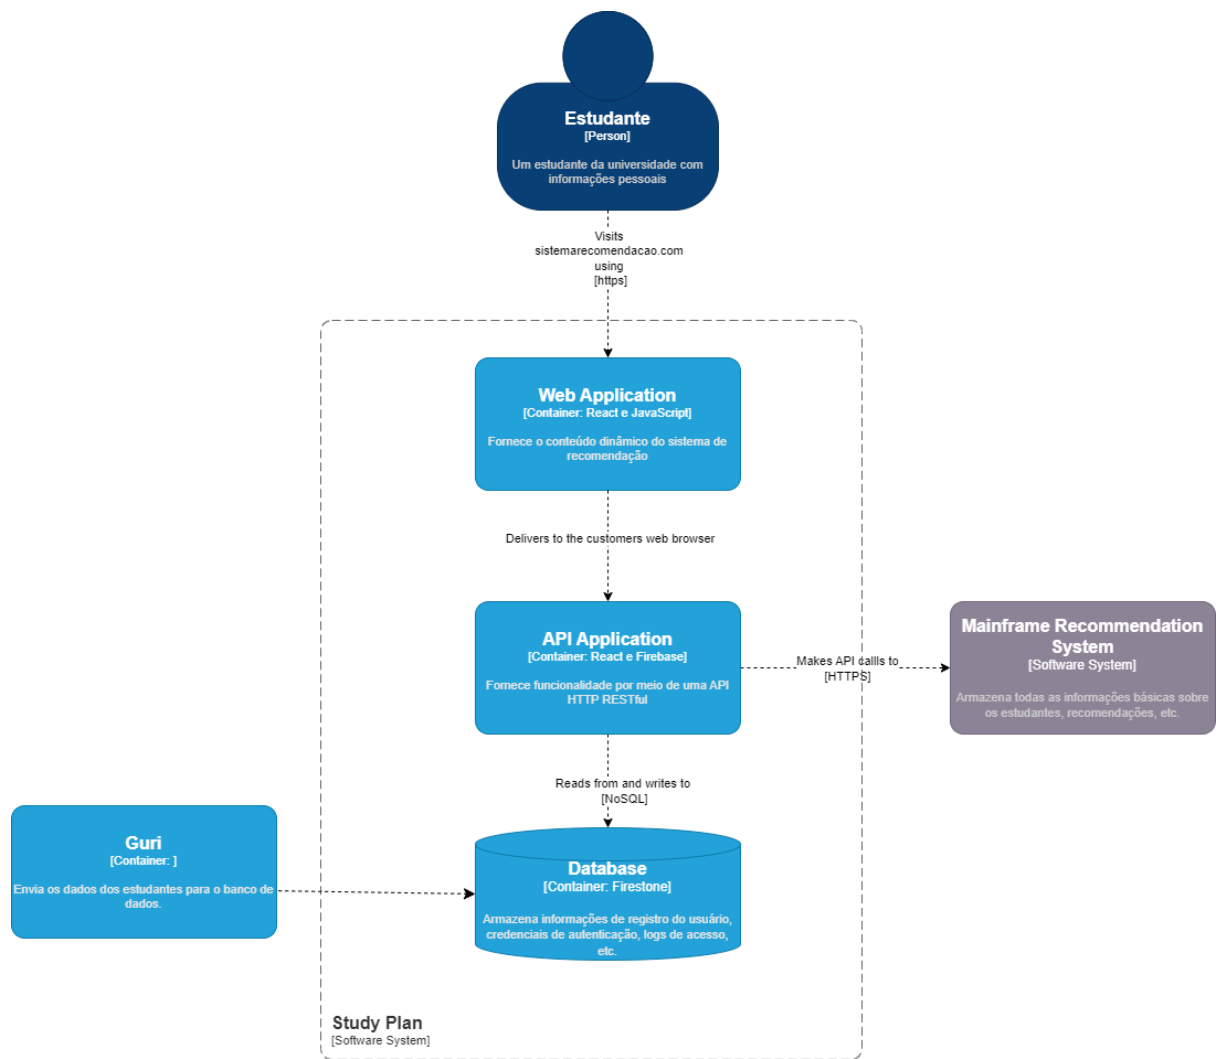 Estudante
[Person]
Um estudante da universidade com
informações pessoais
Visits
sistemarecomendacao.com
using
[https]
Web Application
[Container: React e JavaScript]
Fornece o conteúdo dinâmico do sistema de
recomendação
Delivers to the customers web browser
API Application
[Container: React e Firebase]
Fornece funcionalidade por meio de uma API
HTTP RESTful
Makes API callls to
[HTTPS]
Mainframe Recommendation
System
[Software System]
Armazena todas as informações básicas sobre
os estudantes, recomendações, etc.
Reads from and writes to
[NoSQL]
Guri
[Container: ]
Envia os dados dos estudantes para o banco de
dados.
Database
[Container: Firestone]
Armazena informações de registro do usuário,
credenciais de autenticação, logs de acesso,
etc.
Study Plan
[Software System]